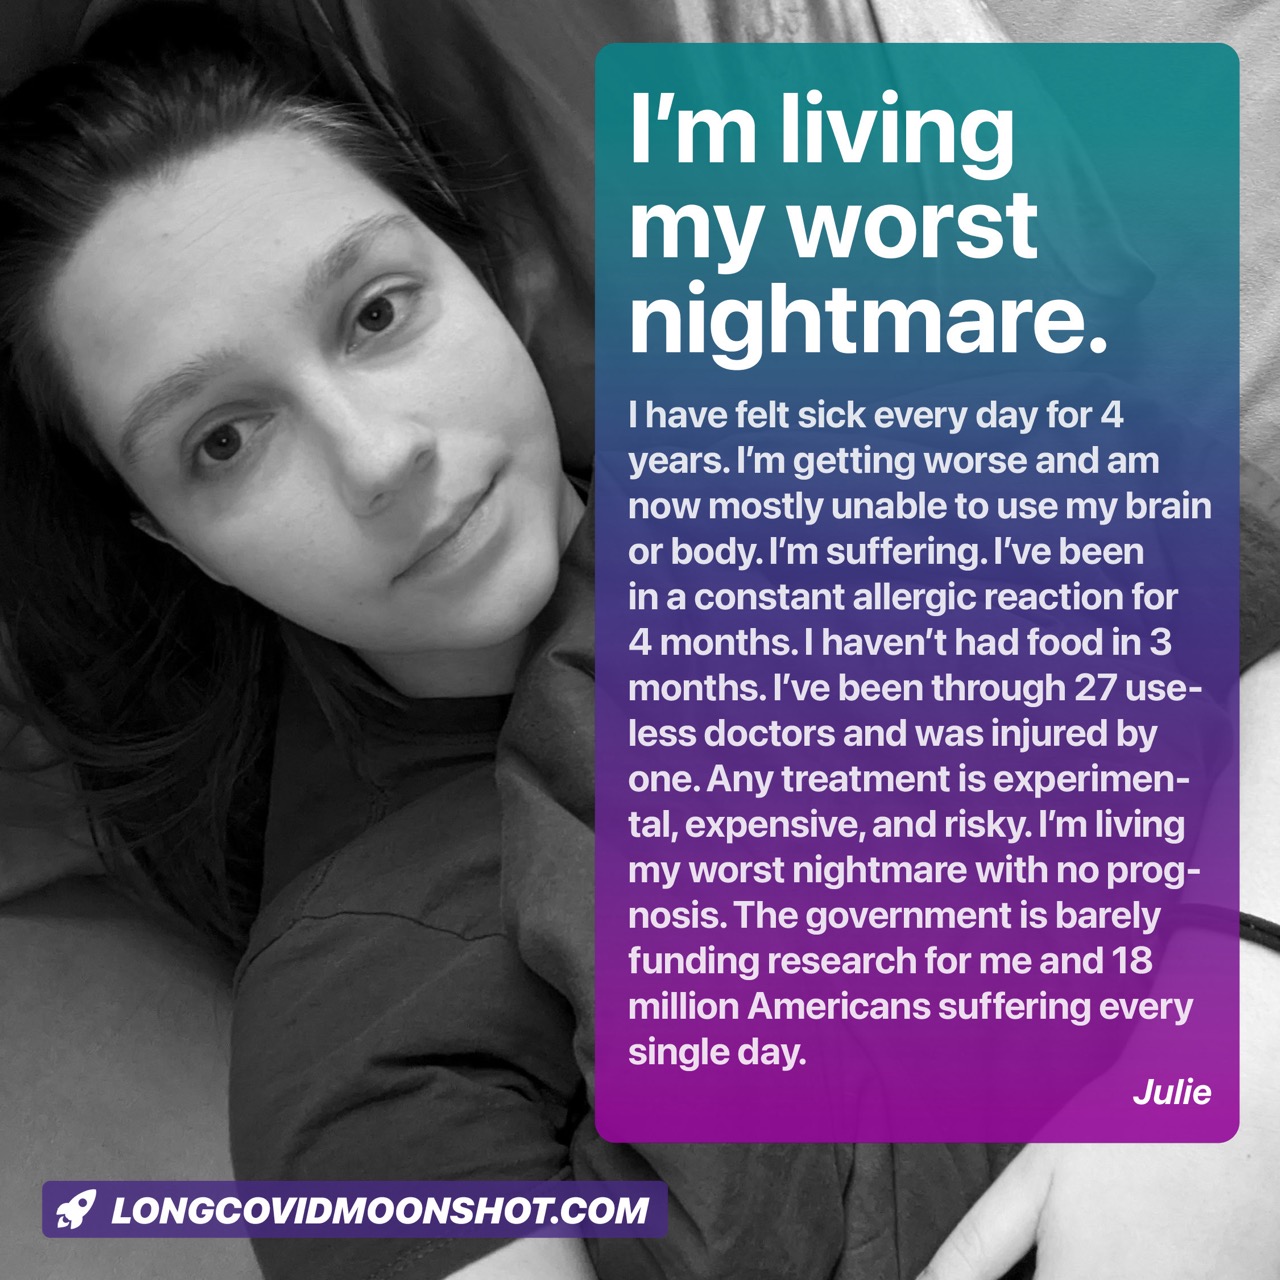 I’m living
my worst
nightmare.
I have felt sick every day for 4
years. I’m getting worse and am
now mostly unable to use my brain
or body. I’m suffering. I’ve been
in a constant allergic reaction for
4 months. I haven’t had food in 3
months. I’ve been through 27 use-
less doctors and was injured by
one. Any treatment is experimen-
tal, expensive, and risky. I’m living
my worst nightmare with no prog-
nosis. The government is barely
funding research for me and 18
million Americans suffering every
single day.
Julie
LONGCOVIDMOONSHOT.COM